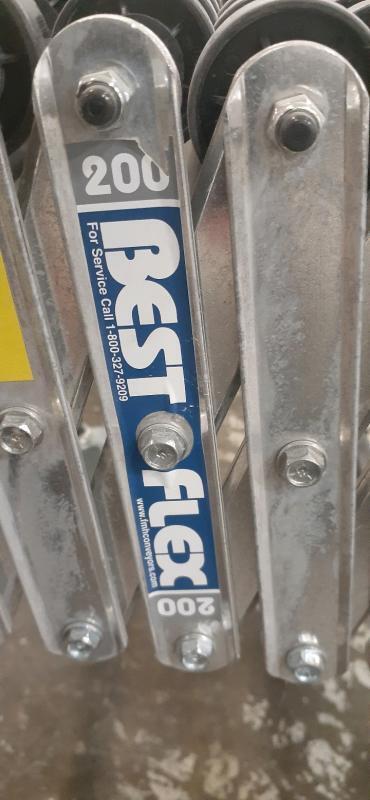 200
BEST FLEX
For Service Call 1-800-327-9209
www.fmhconveyors.com
200